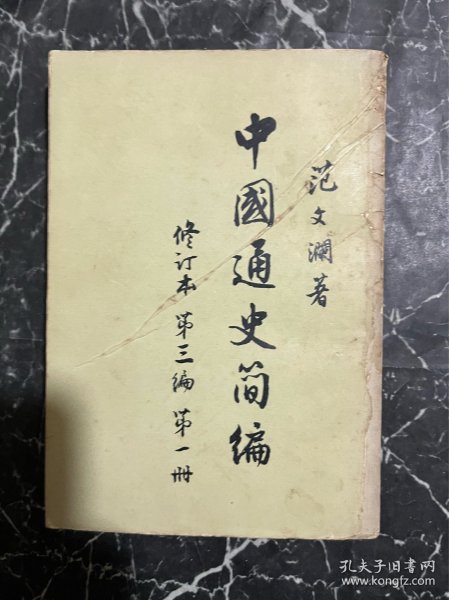 范文瀾著
中國通史简编
修订本 第三编 第一册
孔夫子旧书网
www.kongfz.com